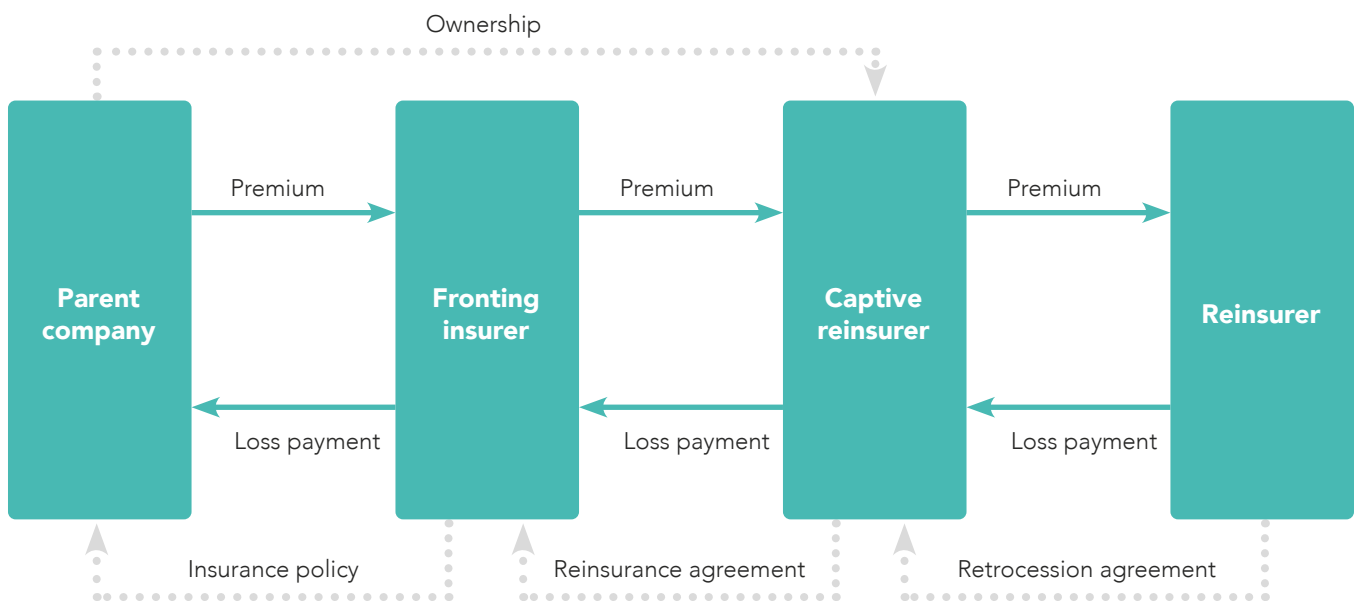 Ownership
Premium
Premium
Premium
Parent
company
Fronting
insurer
Captive
reinsurer
Reinsurer
Loss payment
Loss payment
Loss payment
Insurance policy
Reinsurance agreement
Retrocession agreement